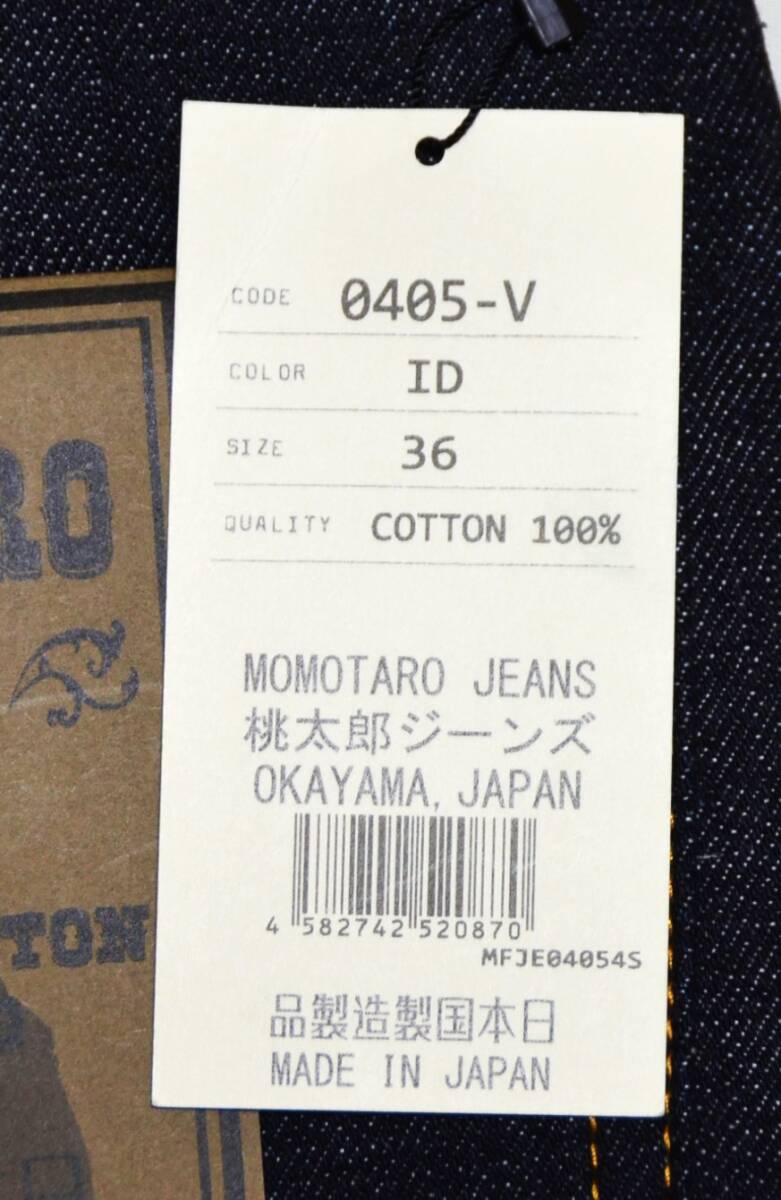 CODE 0405-V
COLOR ID
SIZE 36
QUALITY COTTON 100%
MOMOTARO JEANS
桃太郎ジーンズ
OKAYAMA, JAPAN
4 582742 520870
MFJE04054S
品製造製国本日
MADE IN JAPAN
RO
TTON